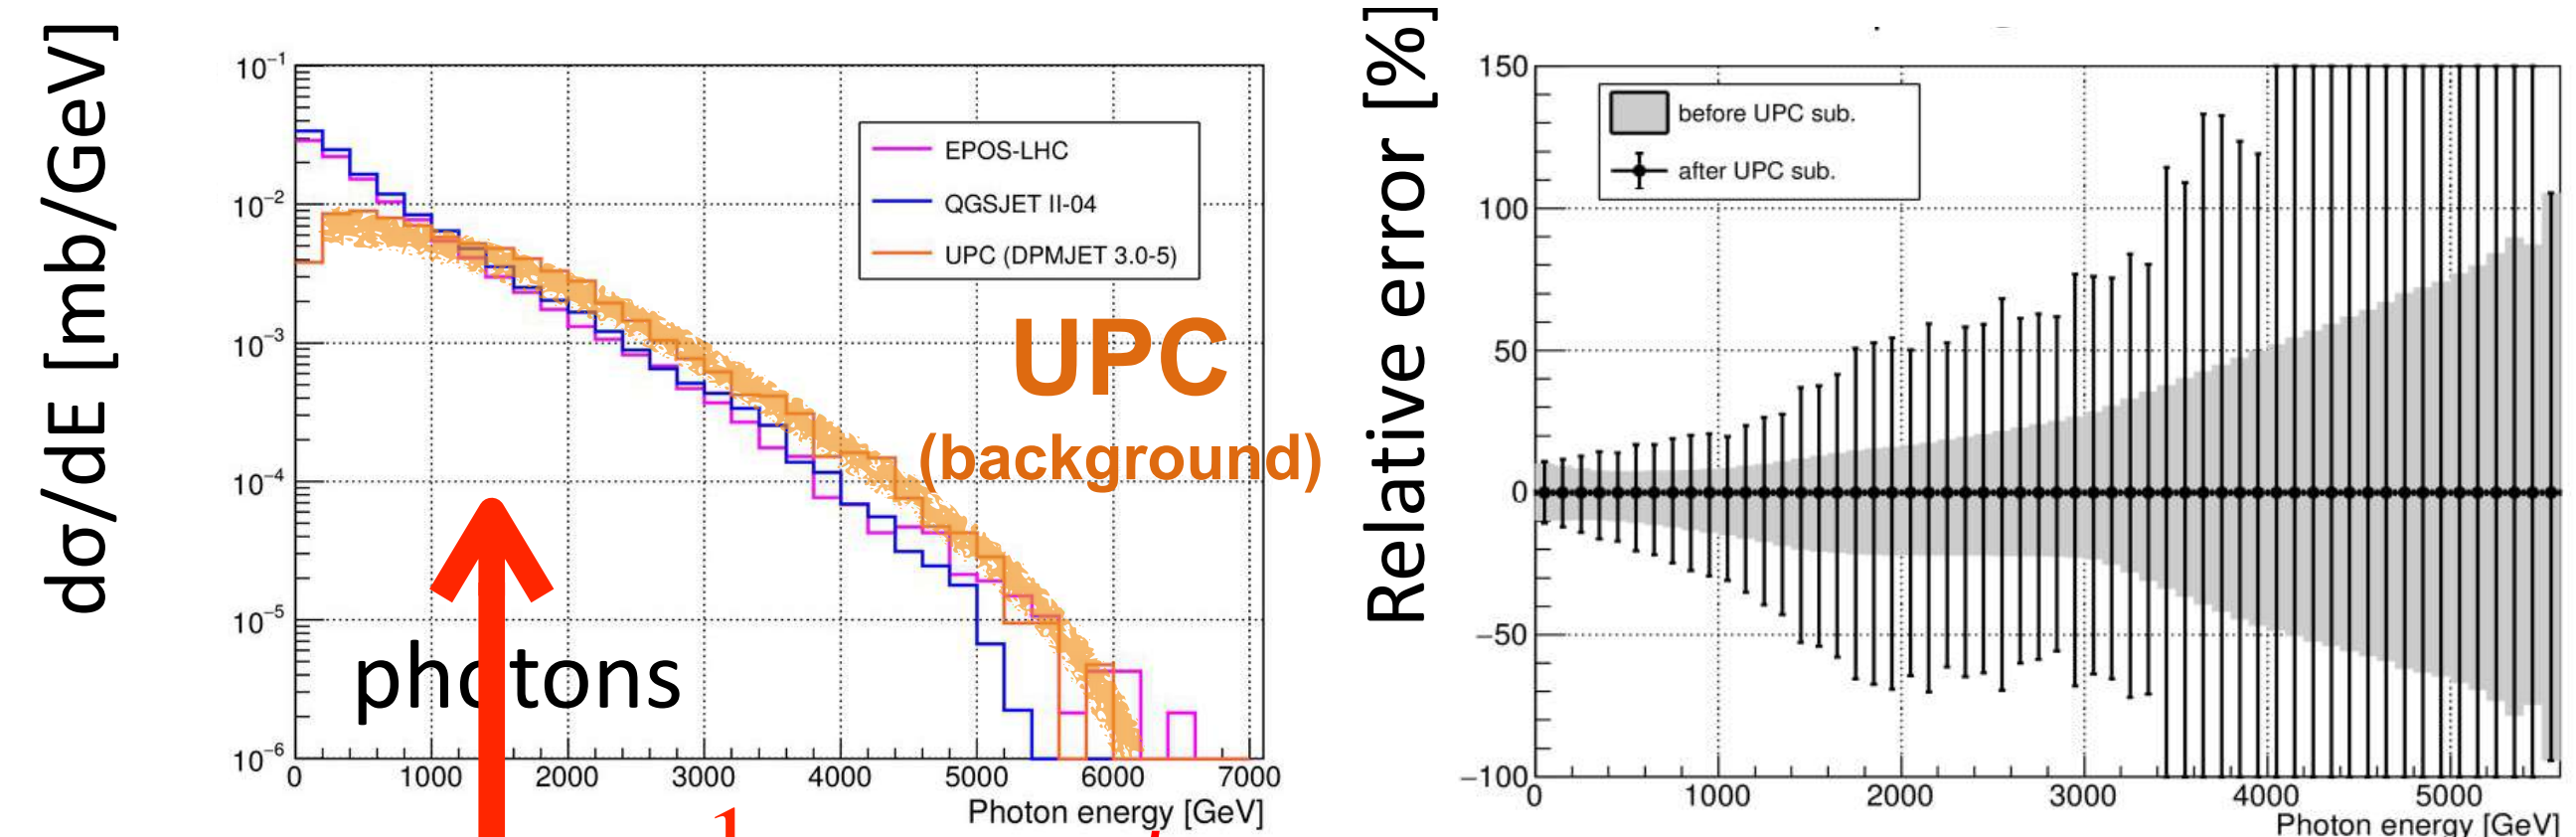 dσ/dE [mb/GeV]
10⁻¹
10⁻²
10⁻³
10⁻⁴
10⁻⁵
10⁻⁶
EPOS-LHC
QGSJET II-04
UPC (DPMJET 3.0-5)
UPC
(background)
photons
0 1000 2000 3000 4000 5000 6000 7000
Photon energy [GeV]
Relative error [%]
150
100
50
0
−50
−100
before UPC sub.
after UPC sub.
0 1000 2000 3000 4000 5000
Photon energy [GeV]